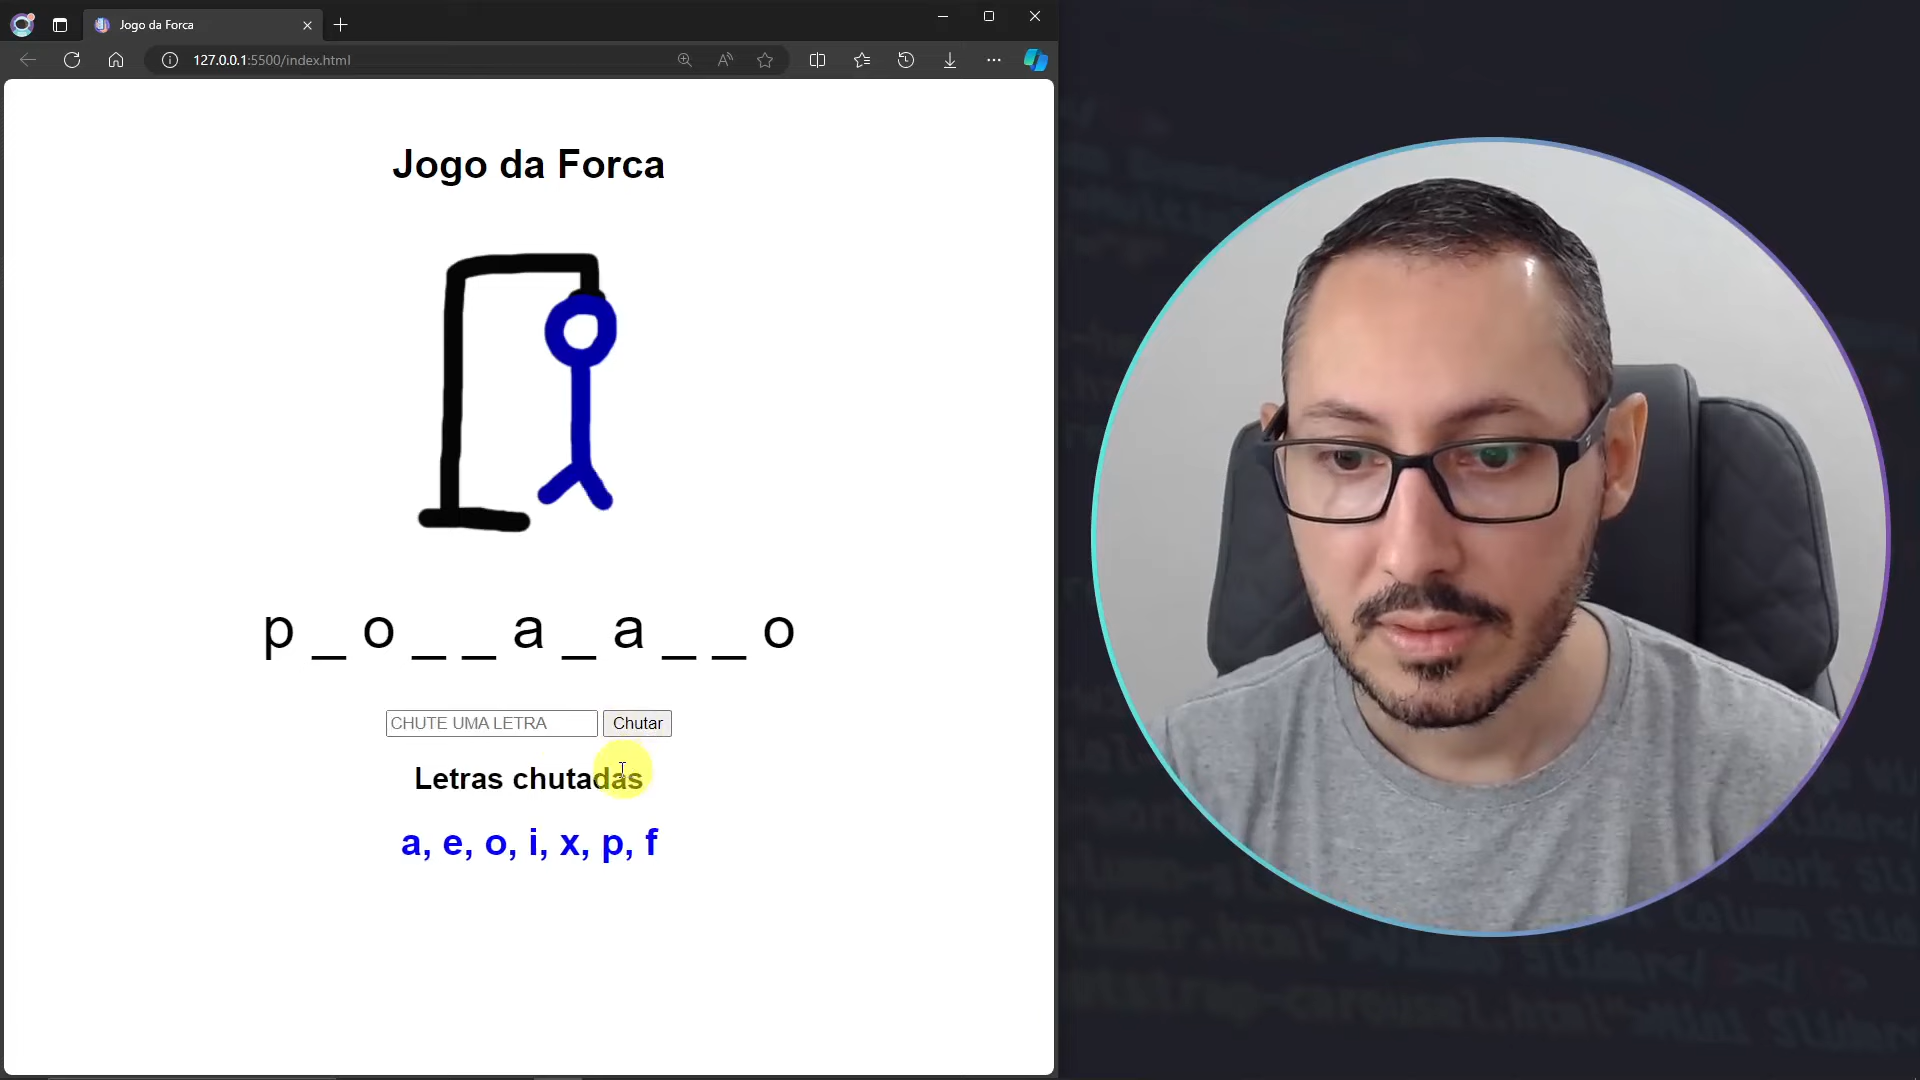 Jogo da Forca
127.0.0.1:5500/index.html
Jogo da Forca
p _ o _ _ a _ a _ _ o
CHUTE UMA LETRA Chutar
Letras chutadas
a, e, o, i, x, p, f